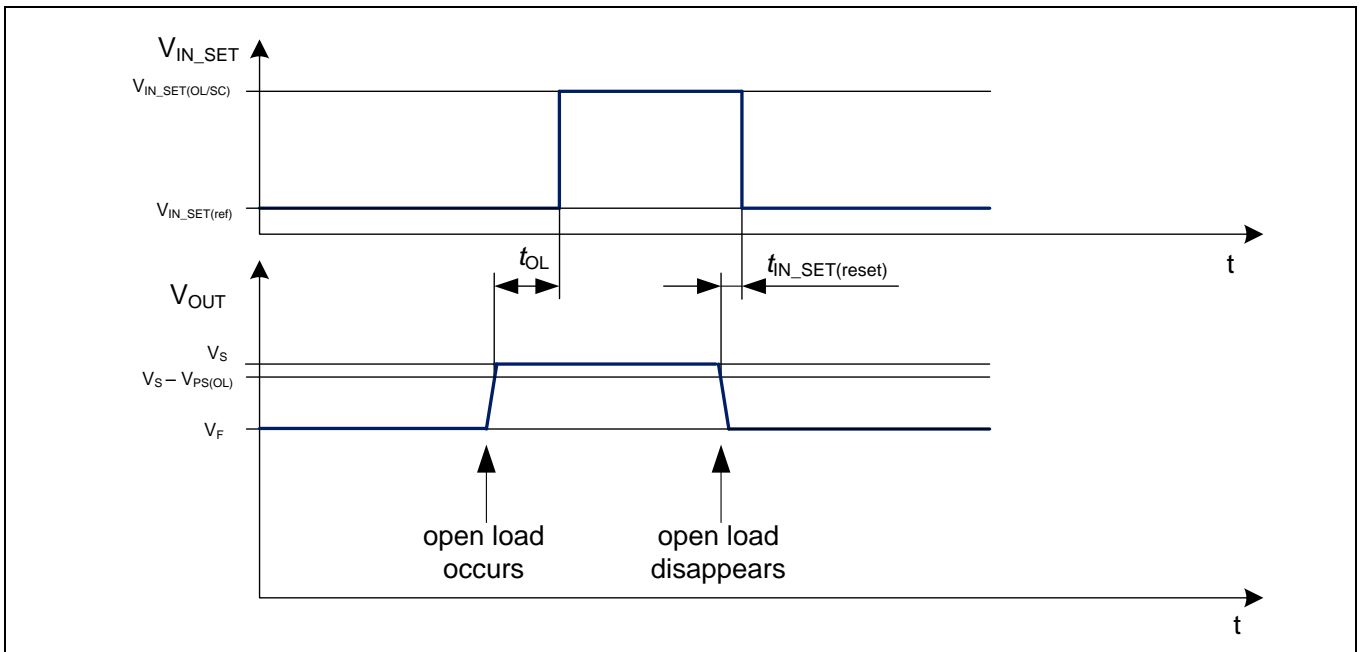 V_IN_SET
V_IN_SET(OL/SC)
V_IN_SET(ref)
t
t_OL
t_IN_SET(reset)
V_OUT
V_S
V_S – V_PS(OL)
V_F
open load
occurs
open load
disappears
t